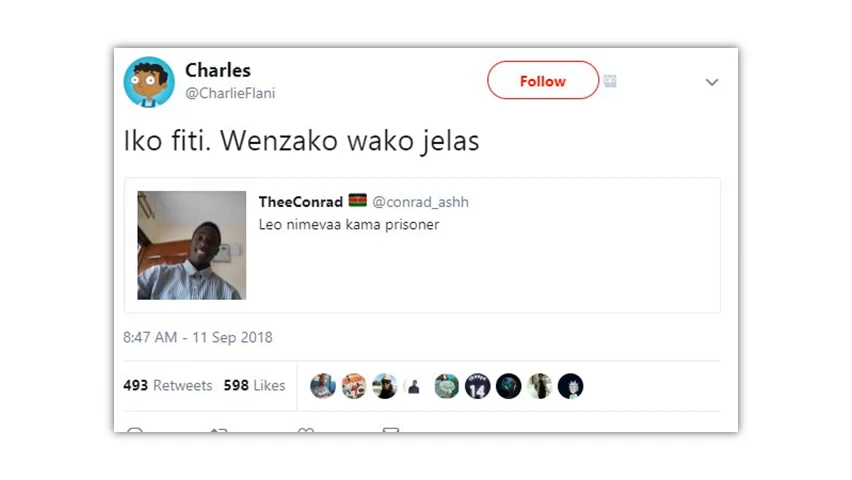 Charles
@CharlieFlani
Follow
Iko fiti. Wenzako wako jelas
TheeConrad 🇰🇪 @conrad_ashh
Leo nimevaa kama prisoner
8:47 AM - 11 Sep 2018
493 Retweets 598 Likes
14